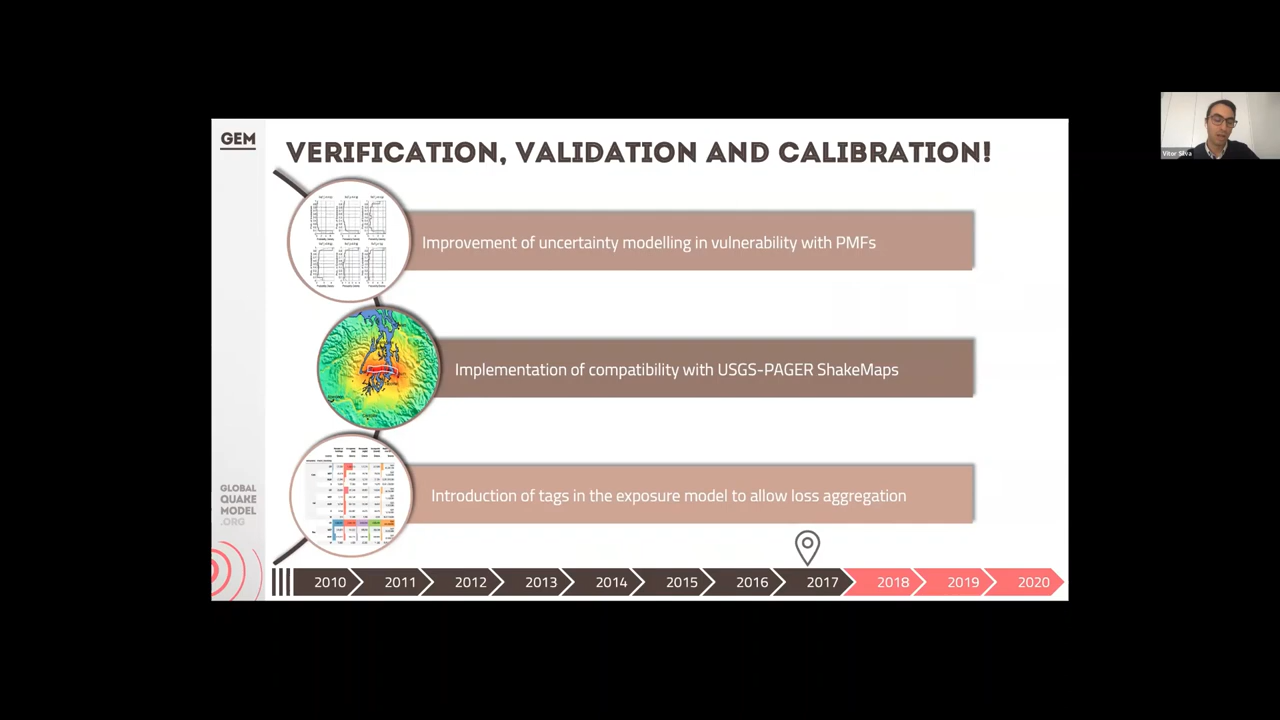 GEM
VERIFICATION, VALIDATION AND CALIBRATION!
Vitor Silva
Improvement of uncertainty modelling in vulnerability with PMFs
Implementation of compatibility with USGS-PAGER ShakeMaps
Introduction of tags in the exposure model to allow loss aggregation
GLOBAL
QUAKE
MODEL
.ORG
2010 2011 2012 2013 2014 2015 2016 2017 2018 2019 2020